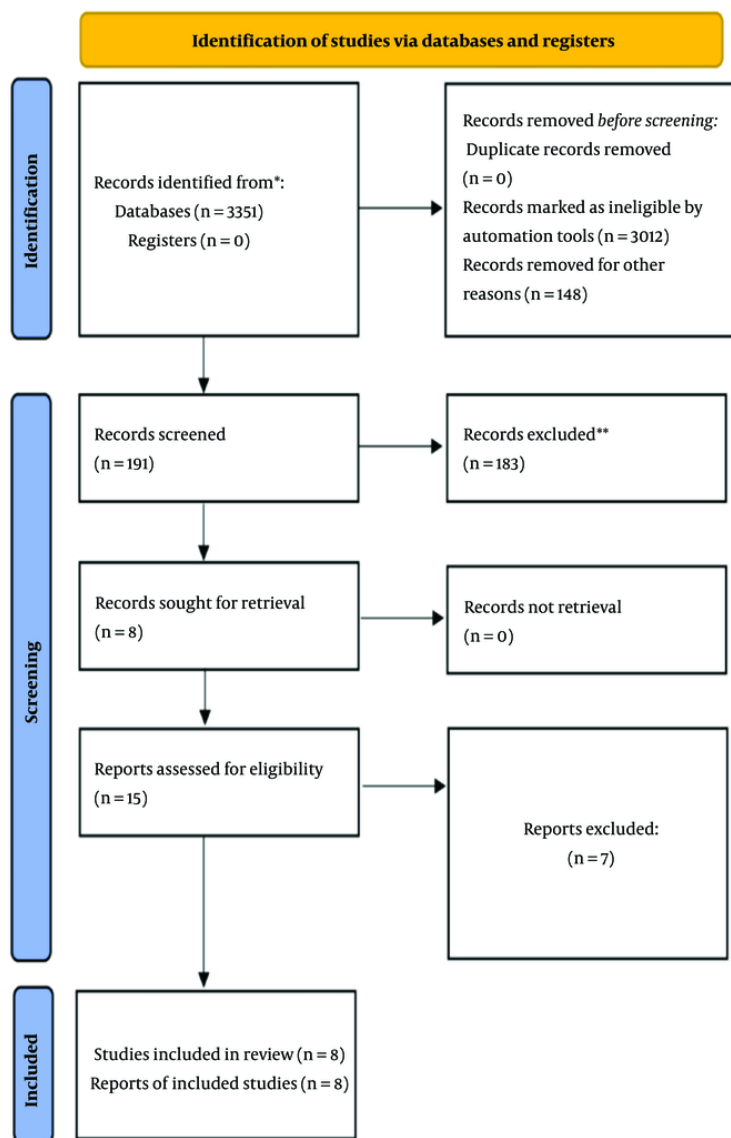 Identification of studies via databases and registers
Identification
Records identified from*:
Databases (n = 3351)
Registers (n = 0)
Records removed before screening:
Duplicate records removed
(n = 0)
Records marked as ineligible by
automation tools (n = 3012)
Records removed for other
reasons (n = 148)
Screening
Records screened
(n = 191)
Records excluded**
(n = 183)
Records sought for retrieval
(n = 8)
Records not retrieval
(n = 0)
Reports assessed for eligibility
(n = 15)
Reports excluded:
(n = 7)
Included
Studies included in review (n = 8)
Reports of included studies (n = 8)